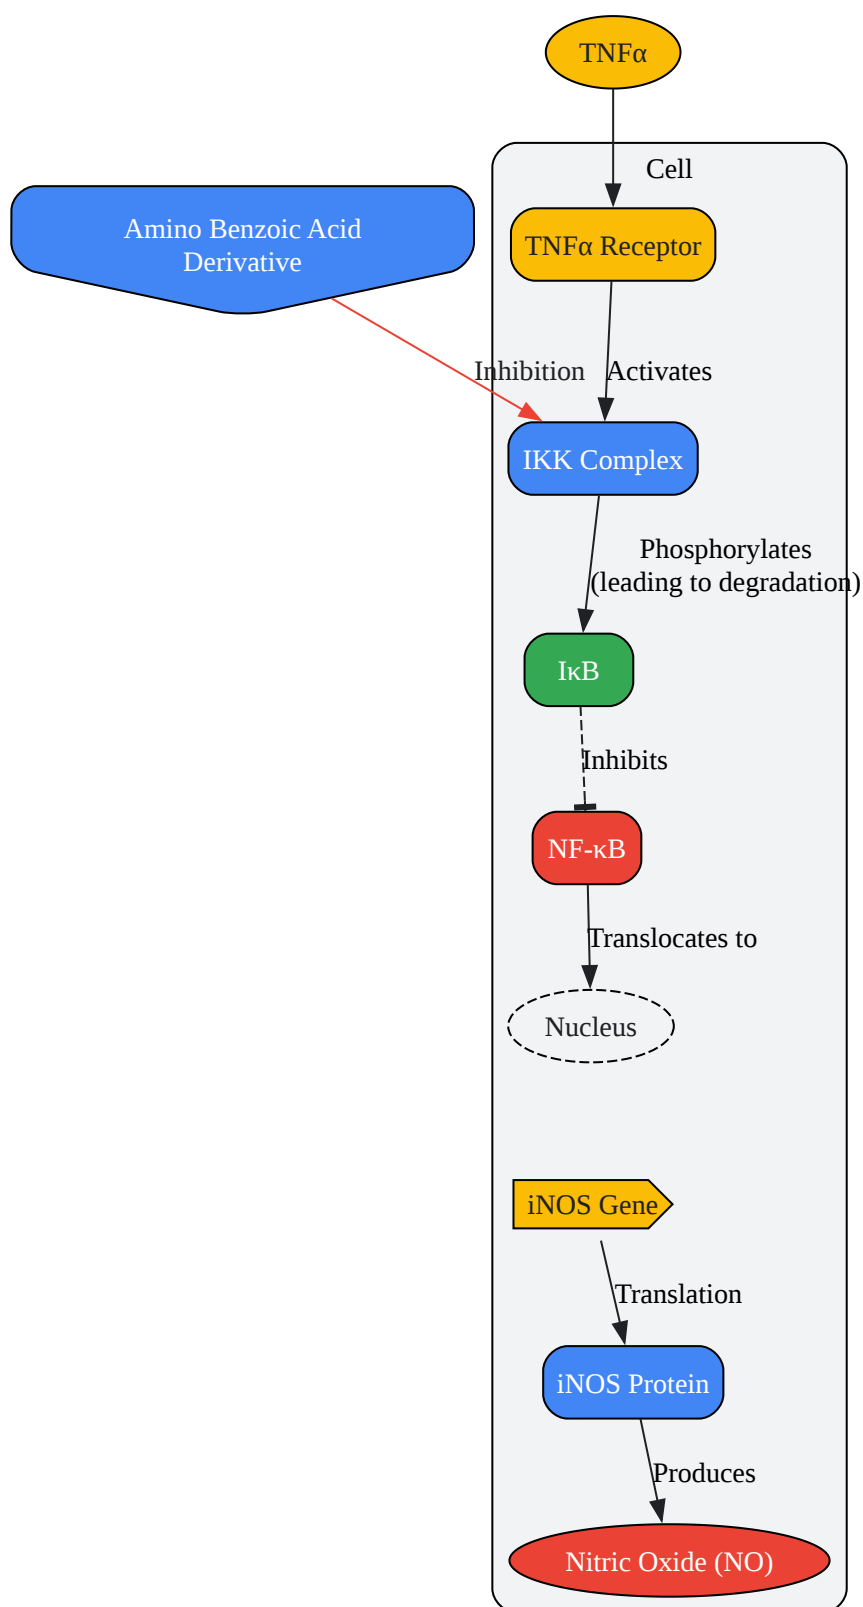 TNFα
Cell
TNFα Receptor
Amino Benzoic Acid
Derivative
Inhibition
Activates
IKK Complex
Phosphorylates
(leading to degradation)
IκB
Inhibits
NF-κB
Translocates to
Nucleus
iNOS Gene
Translation
iNOS Protein
Produces
Nitric Oxide (NO)